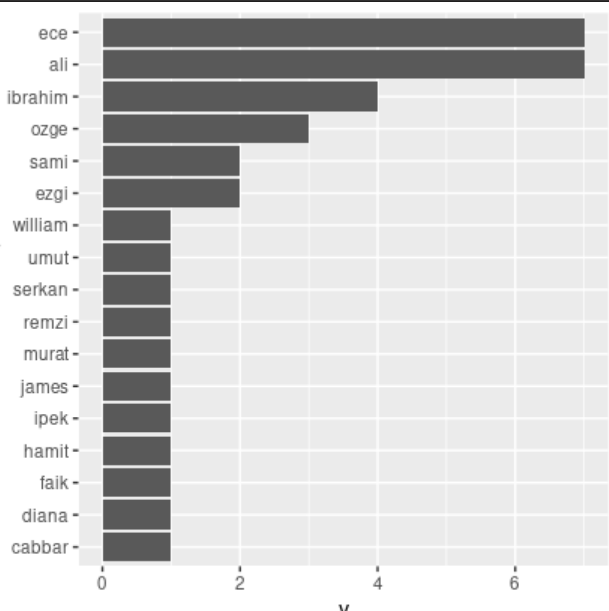 ece
ali
ibrahim
ozge
sami
ezgi
william
umut
serkan
remzi
murat
james
ipek
hamit
faik
diana
cabbar
0 2 4 6